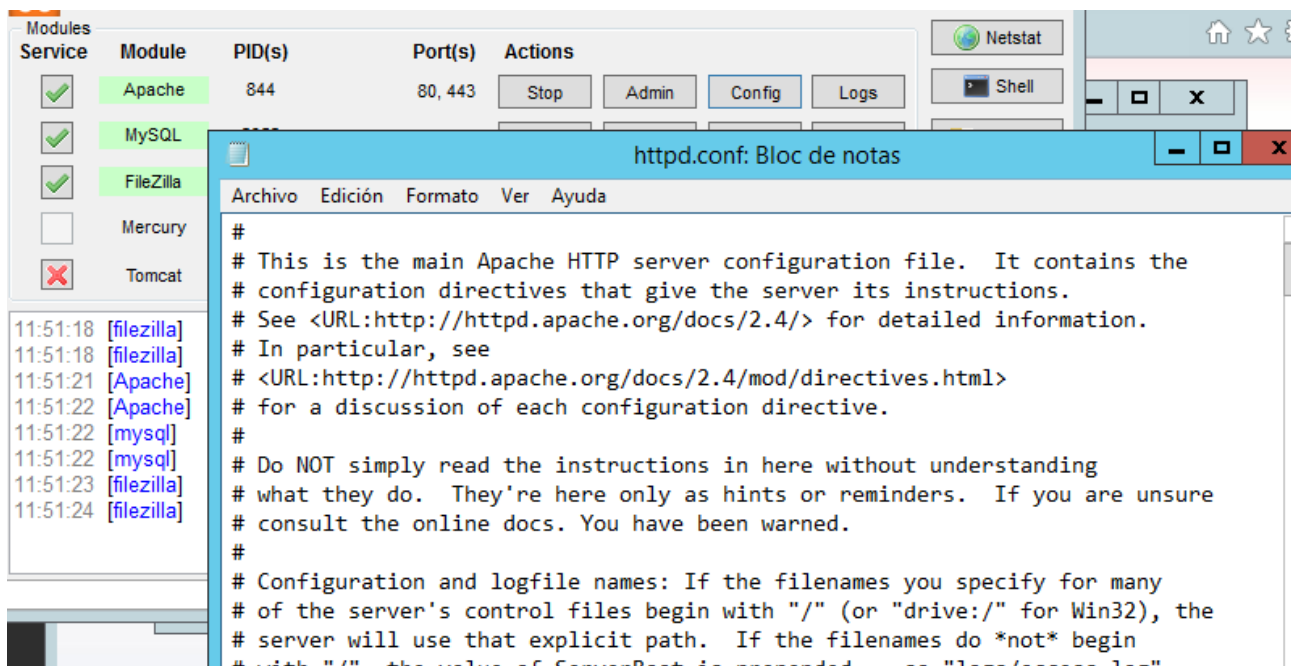 Modules
Service Module PID(s) Port(s) Actions
Netstat
Apache 844 80, 443 Stop Admin Config Logs
Shell
MySQL
httpd.conf: Bloc de notas
FileZilla
Archivo Edición Formato Ver Ayuda
Mercury
Tomcat
#
# This is the main Apache HTTP server configuration file.  It contains the
# configuration directives that give the server its instructions.
# See <URL:http://httpd.apache.org/docs/2.4/> for detailed information.
# In particular, see
# <URL:http://httpd.apache.org/docs/2.4/mod/directives.html>
# for a discussion of each configuration directive.
#
# Do NOT simply read the instructions in here without understanding
# what they do.  They're here only as hints or reminders.  If you are unsure
# consult the online docs. You have been warned.
#
# Configuration and logfile names: If the filenames you specify for many
# of the server's control files begin with "/" (or "drive:/" for Win32), the
# server will use that explicit path.  If the filenames do *not* begin
# with "/", the value of ServerRoot is prepended
11:51:18 [filezilla]
11:51:18 [filezilla]
11:51:21 [Apache]
11:51:22 [Apache]
11:51:22 [mysql]
11:51:22 [mysql]
11:51:23 [filezilla]
11:51:24 [filezilla]